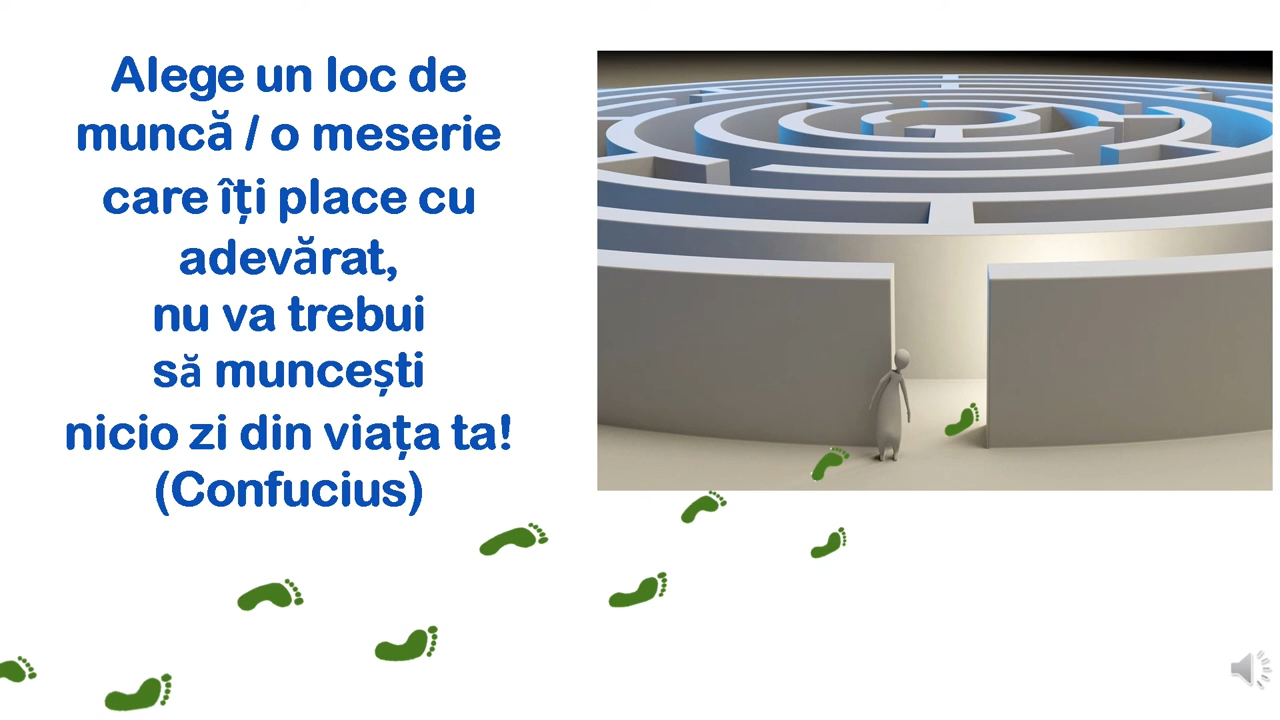 Alege un loc de
muncă / o meserie
care îți place cu
adevărat,
nu va trebui
să muncești
nicio zi din viața ta!
(Confucius)